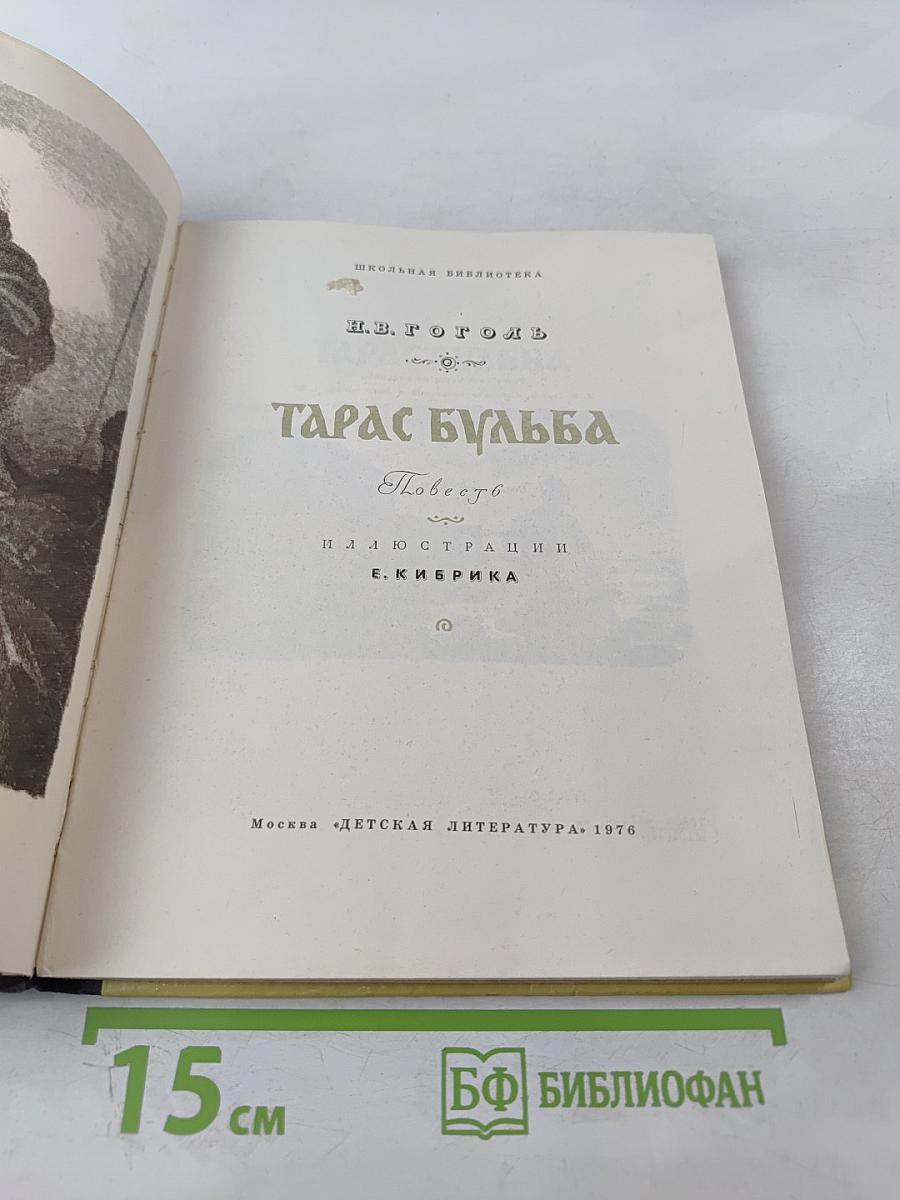 ШКОЛЬНАЯ БИБЛИОТЕКА
Н.В. ГОГОЛЬ
ТАРАС БУЛЬБА
Повесть
ИЛЛЮСТРАЦИИ
Е. КИБРИКА
Москва «ДЕТСКАЯ ЛИТЕРАТУРА» 1976
15 см
БФ БИБЛИОФАН